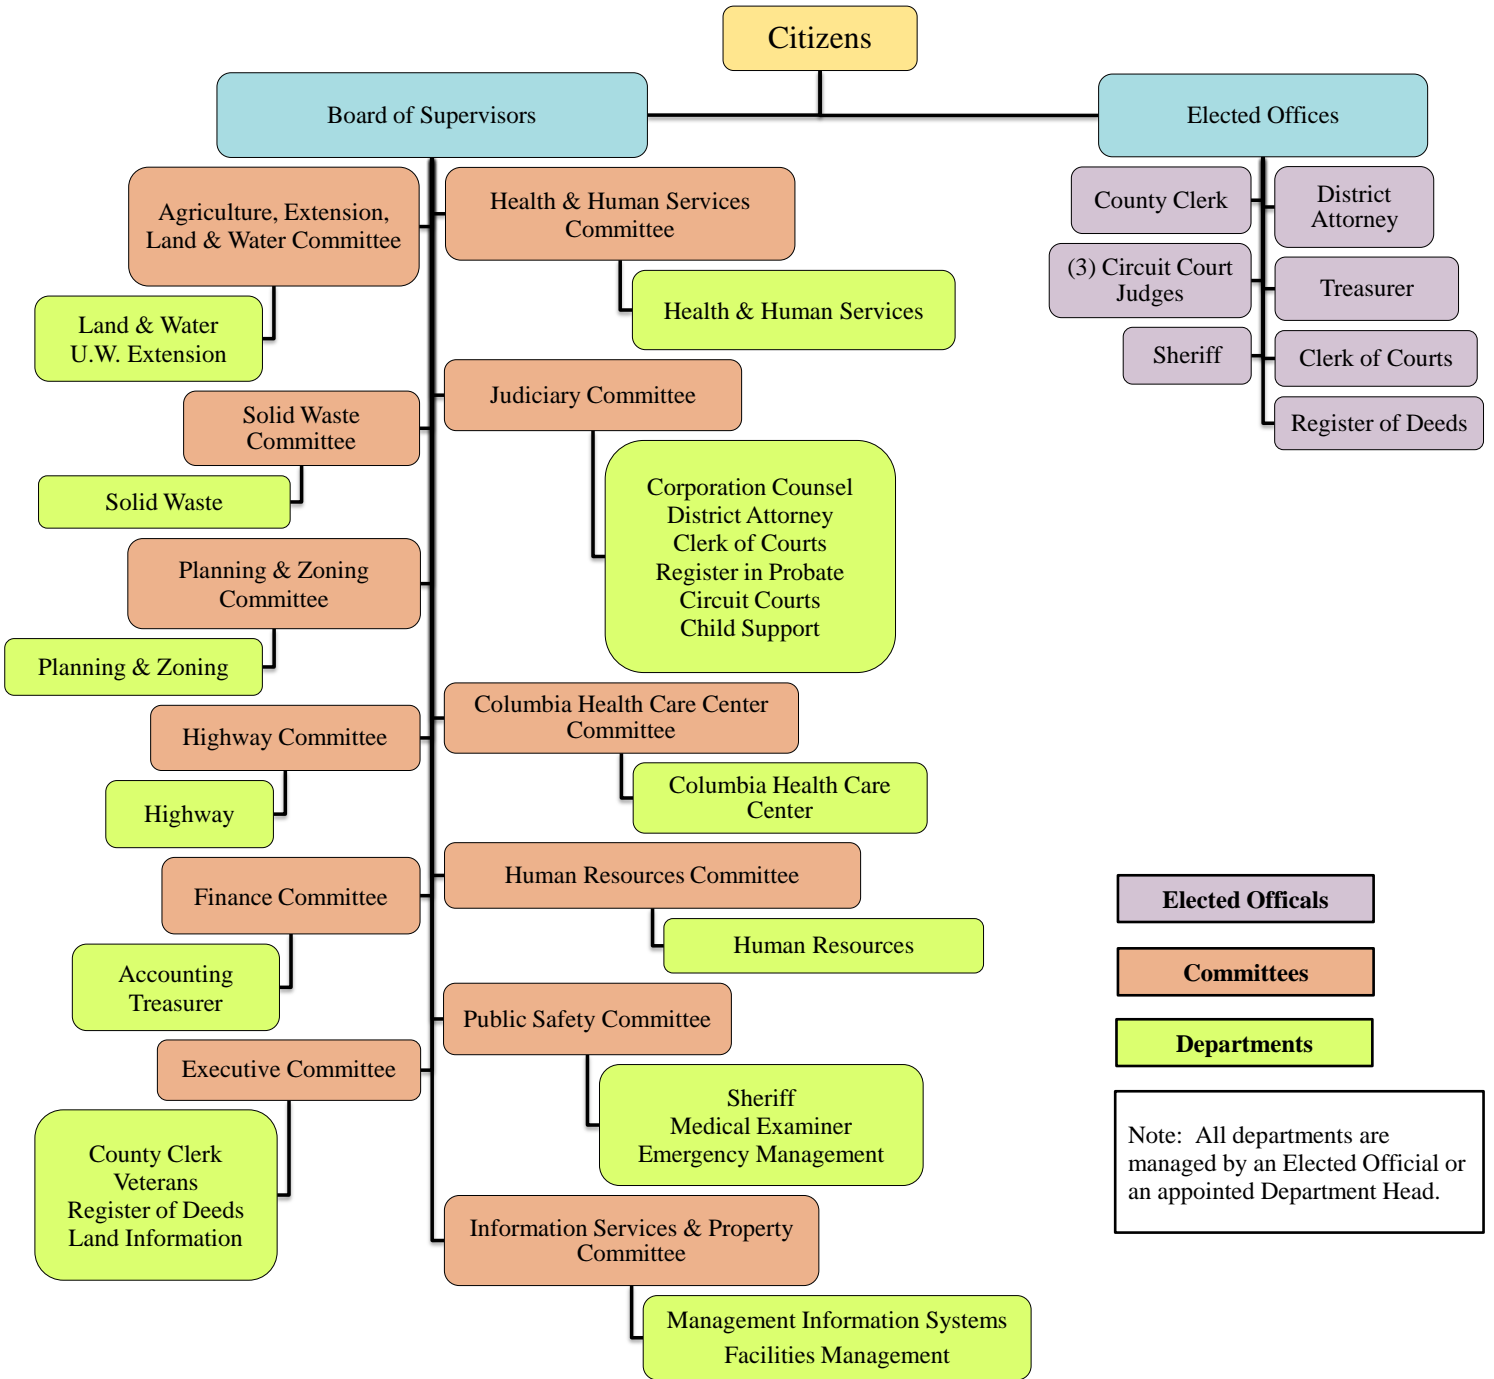 Citizens
Board of Supervisors
Elected Offices
Agriculture, Extension,
Land & Water Committee
Land & Water
U.W. Extension
Solid Waste
Committee
Solid Waste
Planning & Zoning
Committee
Planning & Zoning
Highway Committee
Highway
Finance Committee
Accounting
Treasurer
Executive Committee
County Clerk
Veterans
Register of Deeds
Land Information
Health & Human Services
Committee
Health & Human Services
Judiciary Committee
Corporation Counsel
District Attorney
Clerk of Courts
Register in Probate
Circuit Courts
Child Support
Columbia Health Care Center
Committee
Columbia Health Care
Center
Human Resources Committee
Human Resources
Public Safety Committee
Sheriff
Medical Examiner
Emergency Management
Information Services & Property
Committee
Management Information Systems
Facilities Management
County Clerk
District
Attorney
(3) Circuit Court
Judges
Treasurer
Sheriff
Clerk of Courts
Register of Deeds
Elected Officals
Committees
Departments
Note: All departments are
managed by an Elected Official or
an appointed Department Head.